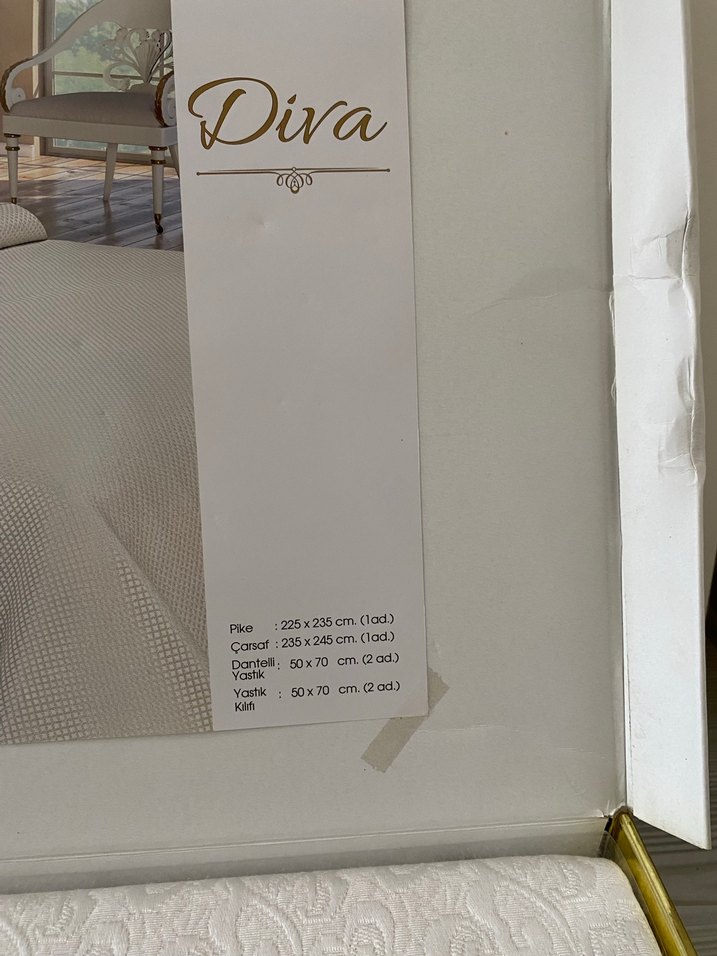 Diva
Pike : 225 x 235 cm. (1ad.)
Çarşaf : 235 x 245 cm. (1ad.)
Dantelli : 50 x 70 cm. (2 ad.)
Yastık
Yastık : 50 x 70 cm. (2 ad.)
Kılıfı